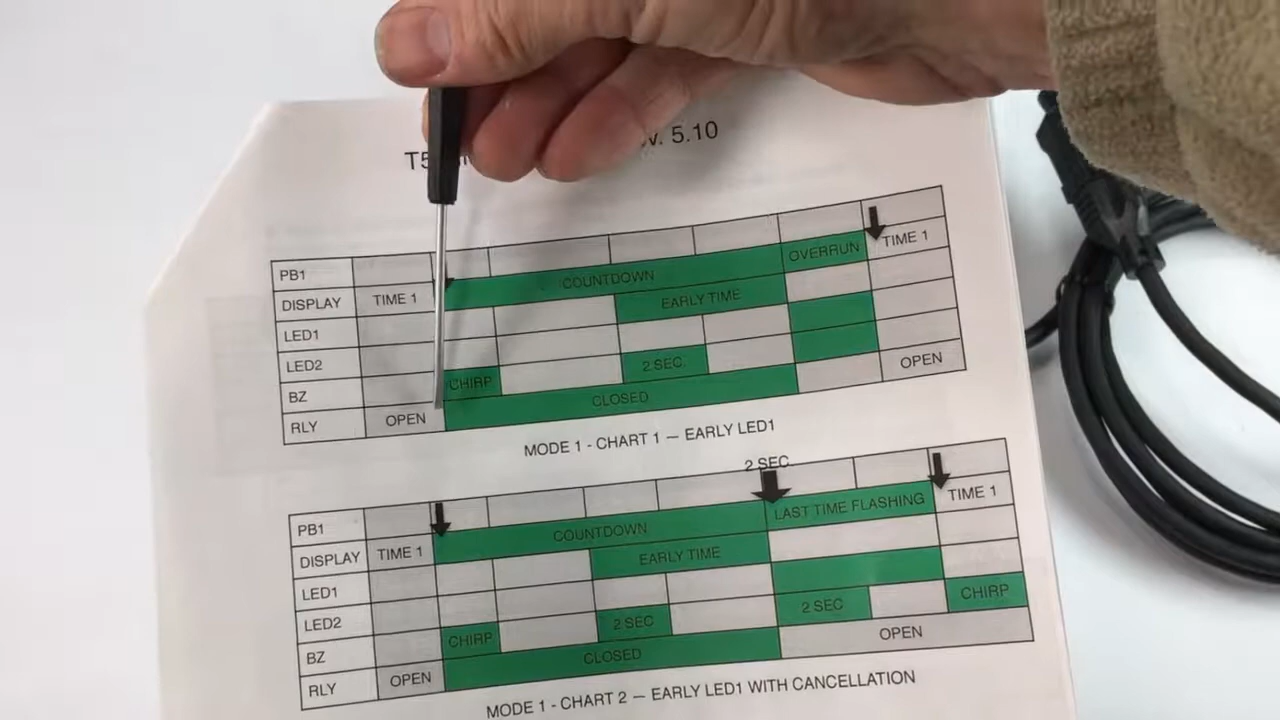 5.10
PB1
DISPLAY TIME 1 COUNTDOWN OVERRUN TIME 1
LED1 EARLY TIME
LED2
BZ CHIRP 2 SEC.
RLY OPEN CLOSED OPEN
MODE 1 - CHART 1 — EARLY LED1
2 SEC.
PB1
DISPLAY TIME 1 COUNTDOWN LAST TIME FLASHING TIME 1
LED1 EARLY TIME
LED2
BZ CHIRP 2 SEC 2 SEC CHIRP
RLY OPEN CLOSED OPEN
MODE 1 - CHART 2 — EARLY LED1 WITH CANCELLATION